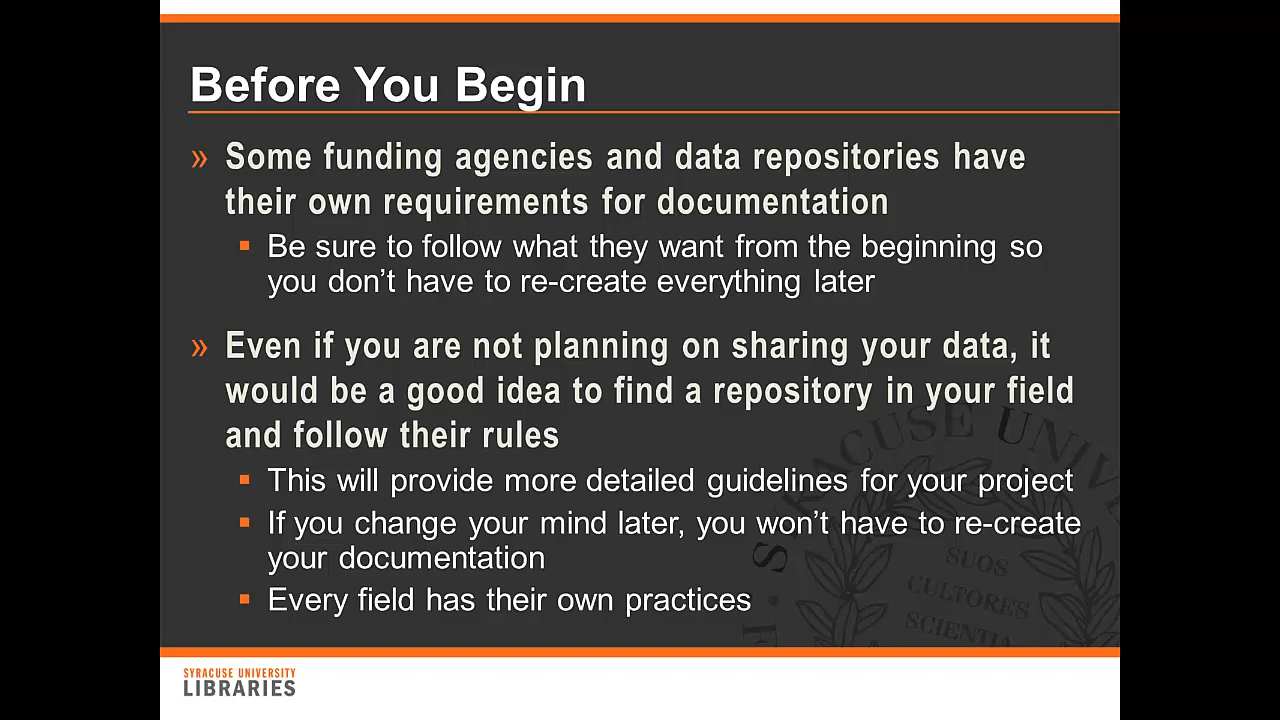 Before You Begin
» Some funding agencies and data repositories have
their own requirements for documentation
▪ Be sure to follow what they want from the beginning so
you don’t have to re-create everything later
» Even if you are not planning on sharing your data, it
would be a good idea to find a repository in your field
and follow their rules
▪ This will provide more detailed guidelines for your project
▪ If you change your mind later, you won’t have to re-create
your documentation
▪ Every field has their own practices
SUOS
CULTORES
SCIENTIA
SYRACUSE UNIVERSITY
LIBRARIES